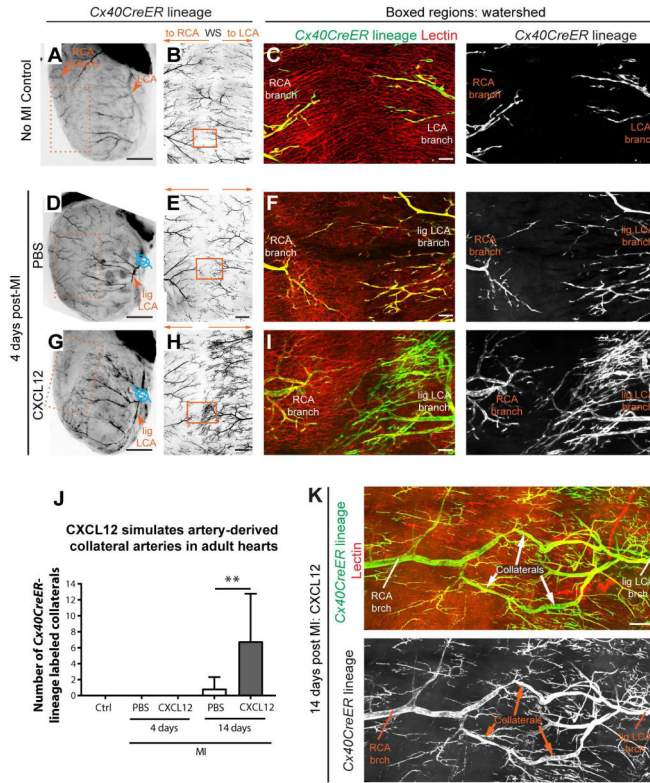 Cx40CreER lineage
Boxed regions: watershed
to RCA WS to LCA
Cx40CreER lineage Lectin
Cx40CreER lineage
No MI Control
A
RCA
LCA
B
C
RCA
branch
LCA
branch
RCA
branch
LCA
branch
4 days post-MI
PBS
D
lig
LCA
E
F
RCA
branch
lig LCA
branch
RCA
branch
lig LCA
branch
CXCL12
G
lig
LCA
H
I
RCA
branch
lig LCA
branch
RCA
branch
lig LCA
branch
J
CXCL12 simulates artery-derived
collateral arteries in adult hearts
Number of Cx40CreER-
lineage labeled collaterals
14
12
10
8
6
4
2
0
**
Ctrl
PBS
CXCL12
PBS
CXCL12
4 days
14 days
MI
K
14 days post MI: CXCL12
Cx40CreER lineage
Lectin
RCA
brch
Collaterals
lig LCA
brch
Cx40CreER lineage
RCA
brch
Collaterals
lig LCA
brch